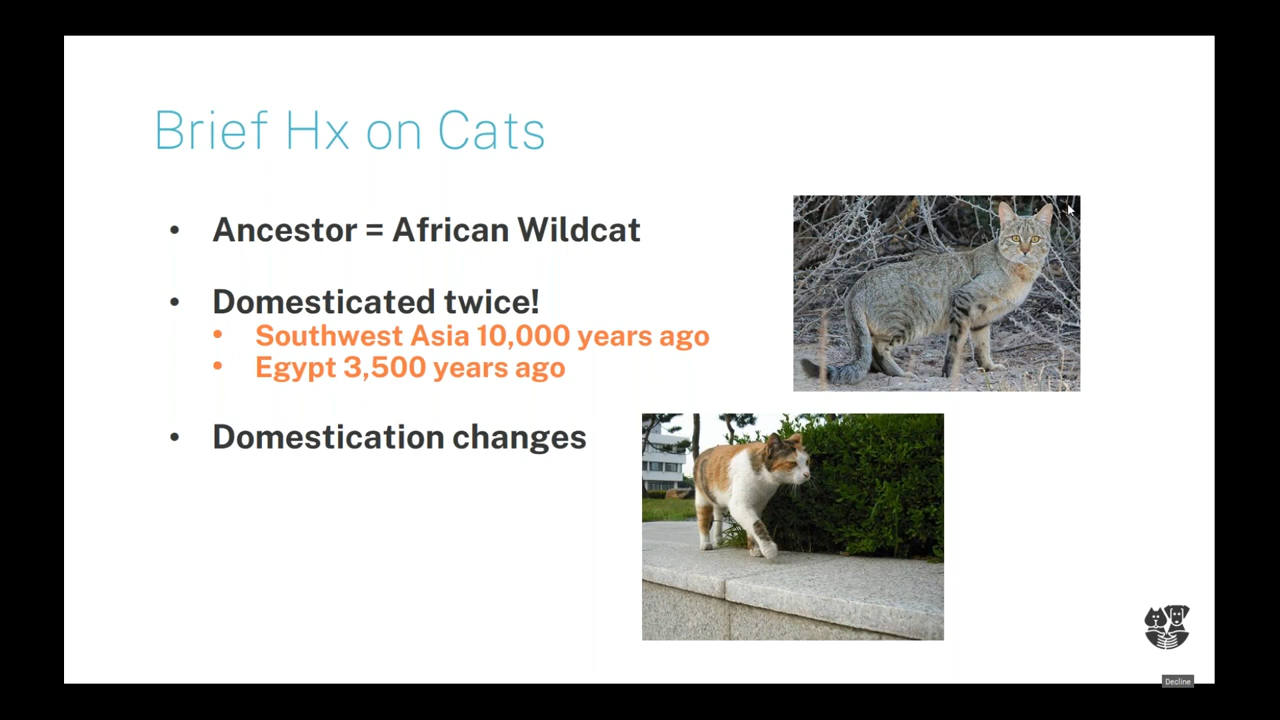 Brief Hx on Cats
• Ancestor = African Wildcat
• Domesticated twice!
• Southwest Asia 10,000 years ago
• Egypt 3,500 years ago
• Domestication changes
Decline